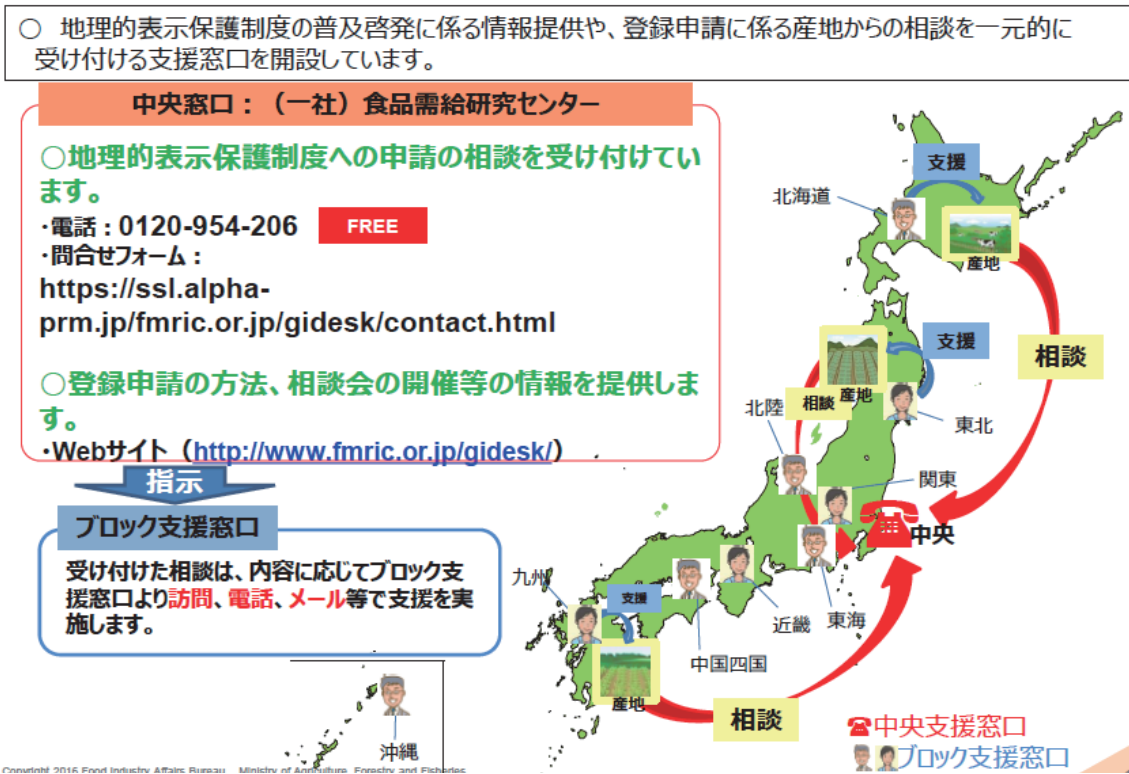 ○ 地理的表示保護制度の普及啓発に係る情報提供や、登録申請に係る産地からの相談を一元的に
受け付ける支援窓口を開設しています。
中央窓口：（一社）食品需給研究センター
○地理的表示保護制度への申請の相談を受け付けてい
ます。
・電話：0120-954-206 FREE
・問合せフォーム：
https://ssl.alpha-
prm.jp/fmric.or.jp/gidesk/contact.html
○登録申請の方法、相談会の開催等の情報を提供しま
す。
・Webサイト（http://www.fmric.or.jp/gidesk/）
指示
ブロック支援窓口
受け付けた相談は、内容に応じてブロック支
援窓口より訪問、電話、メール等で支援を実
施します。
支援
北海道
産地
相談
支援
産地
相談
北陸
東北
関東
中央
九州
支援
近畿
東海
中国四国
産地
相談
沖縄
☎中央支援窓口
ブロック支援窓口
Copyright 2016 Food Industry Affairs Bureau Ministry of Agriculture, Forestry and Fisheries